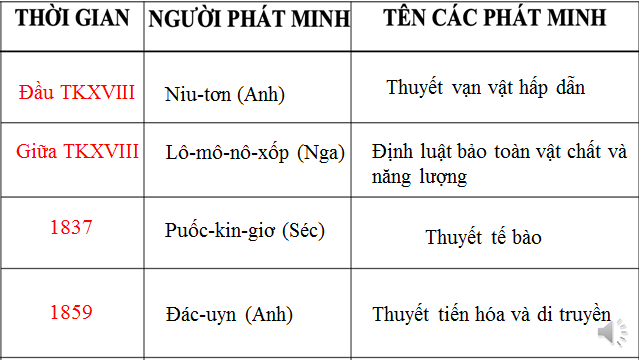 THỜI GIAN NGƯỜI PHÁT MINH TÊN CÁC PHÁT MINH
Đầu TKXVIII Niu-tơn (Anh) Thuyết vạn vật hấp dẫn
Giữa TKXVIII Lô-mô-nô-xốp (Nga) Định luật bảo toàn vật chất và
năng lượng
1837 Puốc-kin-giơ (Séc) Thuyết tế bào
1859 Đác-uyn (Anh) Thuyết tiến hóa và di truyền